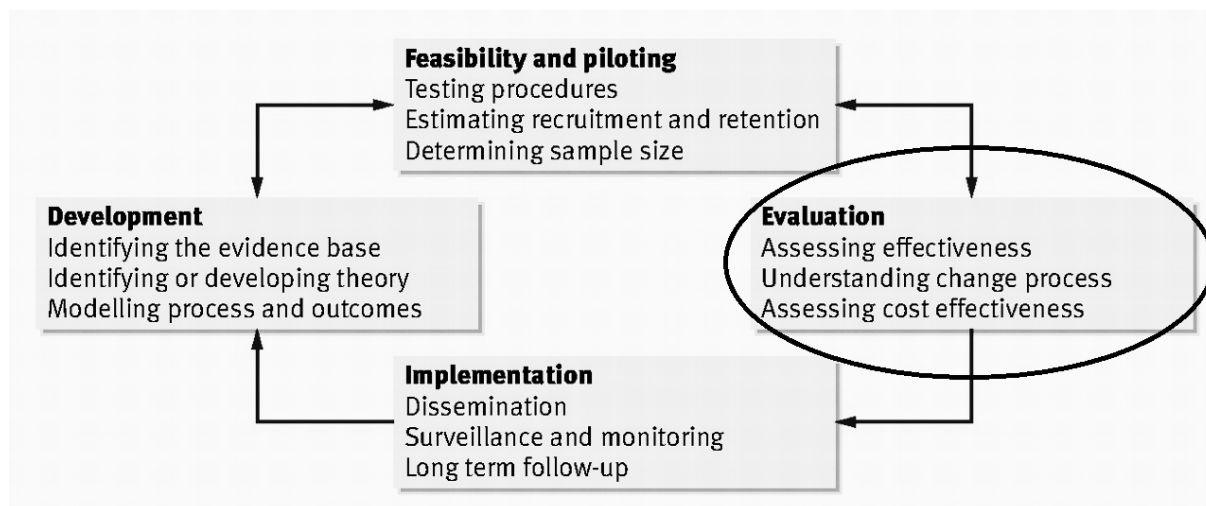 Feasibility and piloting
Testing procedures
Estimating recruitment and retention
Determining sample size
Development
Identifying the evidence base
Identifying or developing theory
Modelling process and outcomes
Evaluation
Assessing effectiveness
Understanding change process
Assessing cost effectiveness
Implementation
Dissemination
Surveillance and monitoring
Long term follow-up